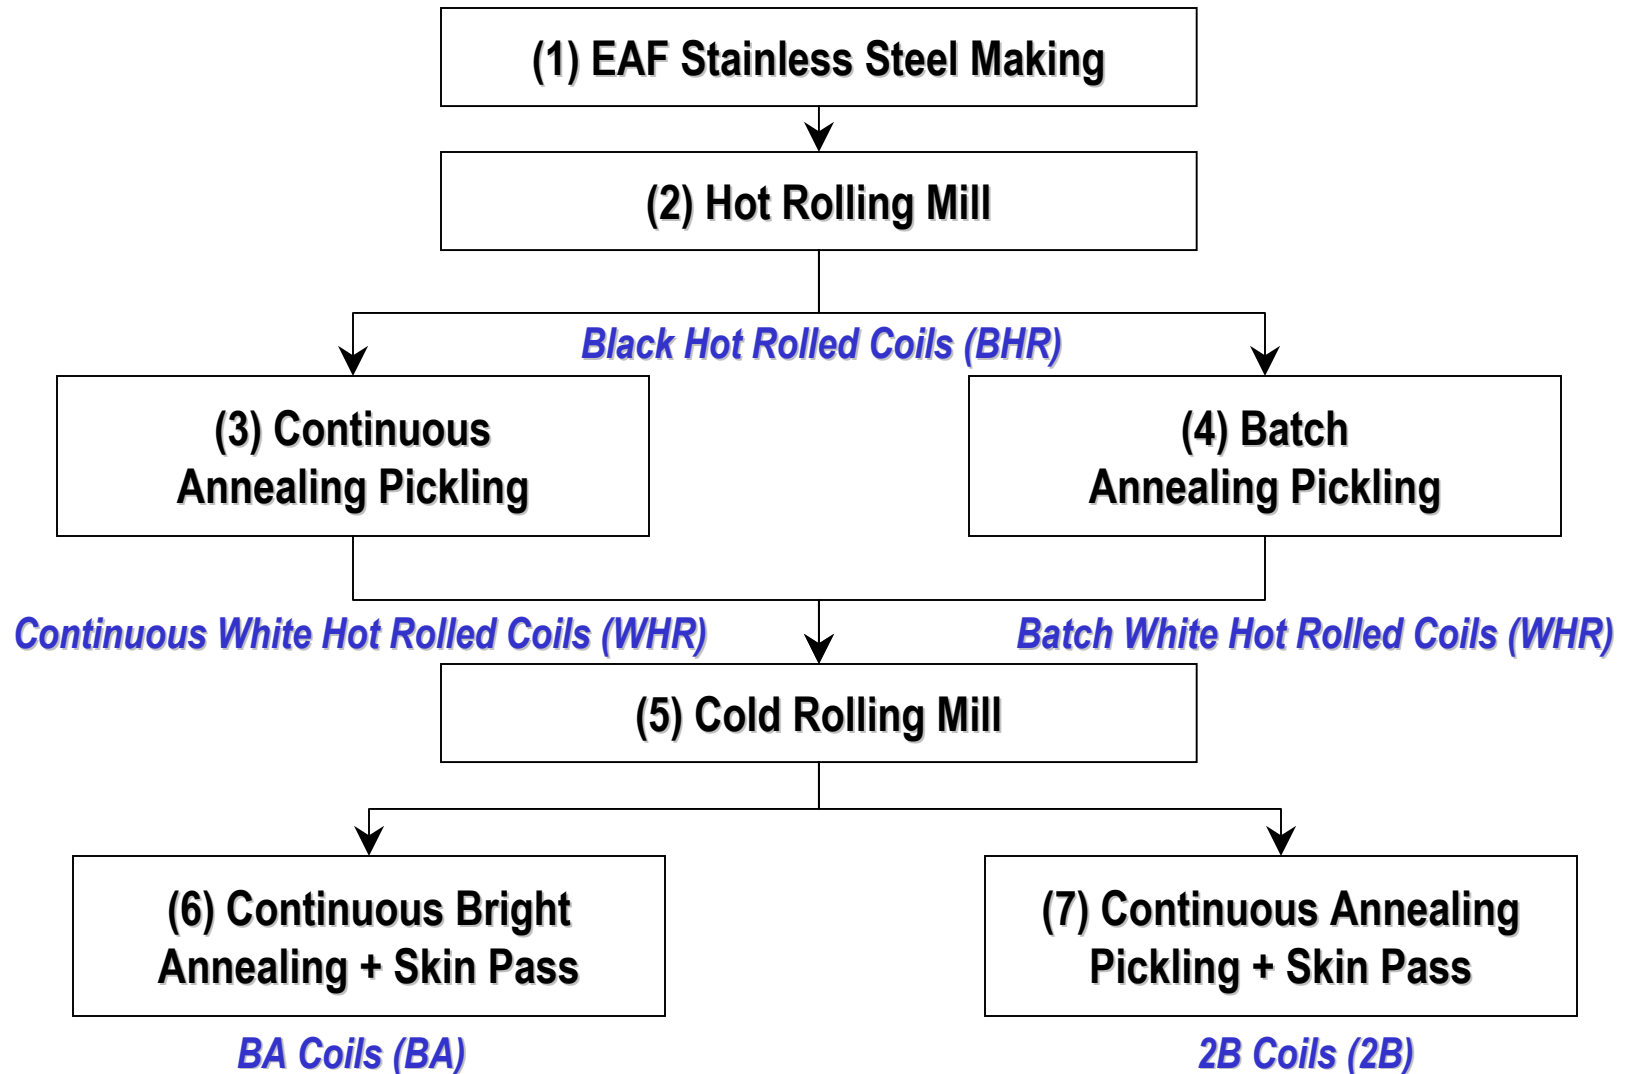 (1) EAF Stainless Steel Making
(2) Hot Rolling Mill
Black Hot Rolled Coils (BHR)
(3) Continuous
Annealing Pickling
(4) Batch
Annealing Pickling
Continuous White Hot Rolled Coils (WHR)
Batch White Hot Rolled Coils (WHR)
(5) Cold Rolling Mill
(6) Continuous Bright
Annealing + Skin Pass
(7) Continuous Annealing
Pickling + Skin Pass
BA Coils (BA)
2B Coils (2B)